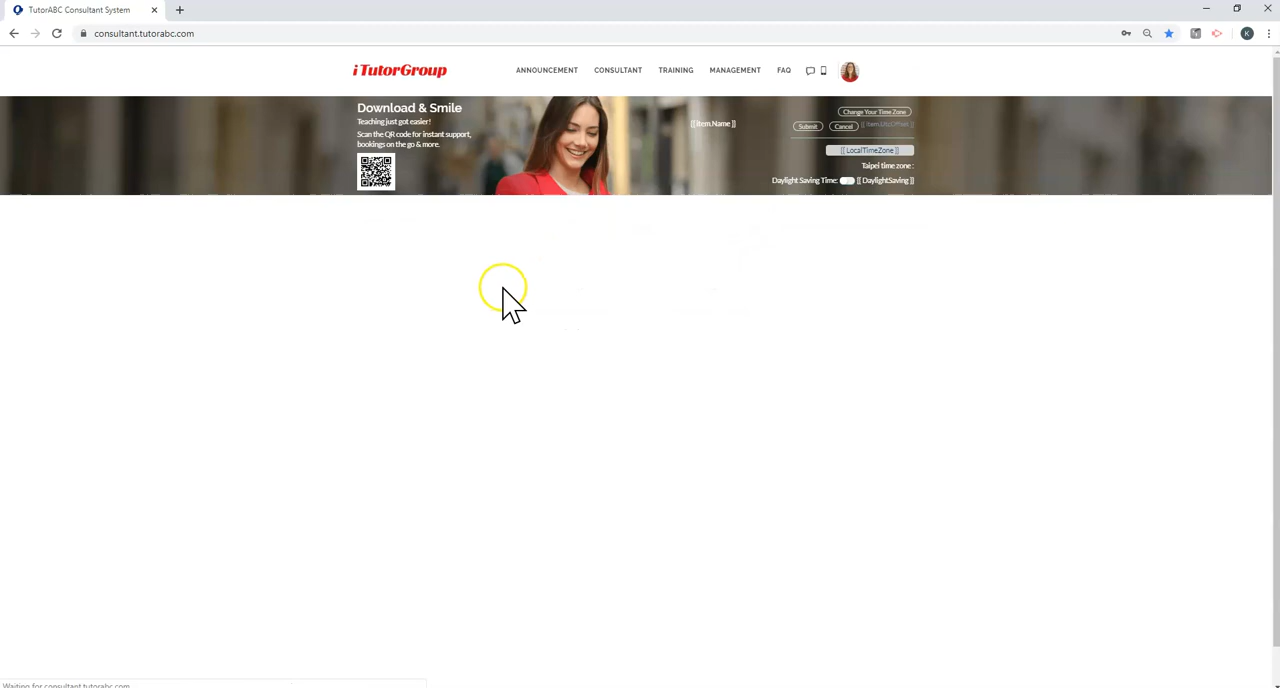 TutorABC Consultant System
consultant.tutorabc.com
K
iTutorGroup
ANNOUNCEMENT CONSULTANT TRAINING MANAGEMENT FAQ
Download & Smile
Teaching just got easier!
Scan the QR code for instant support,
bookings on the go & more.
[[item.Name ]]
Change Your Time Zone
Submit Cancel [[ item.UtcOffset ]]
[[ LocalTimeZone ]]
Taipei time zone :
Daylight Saving Time: [[ DaylightSaving ]]
Waiting for consultant.tutorabc.com